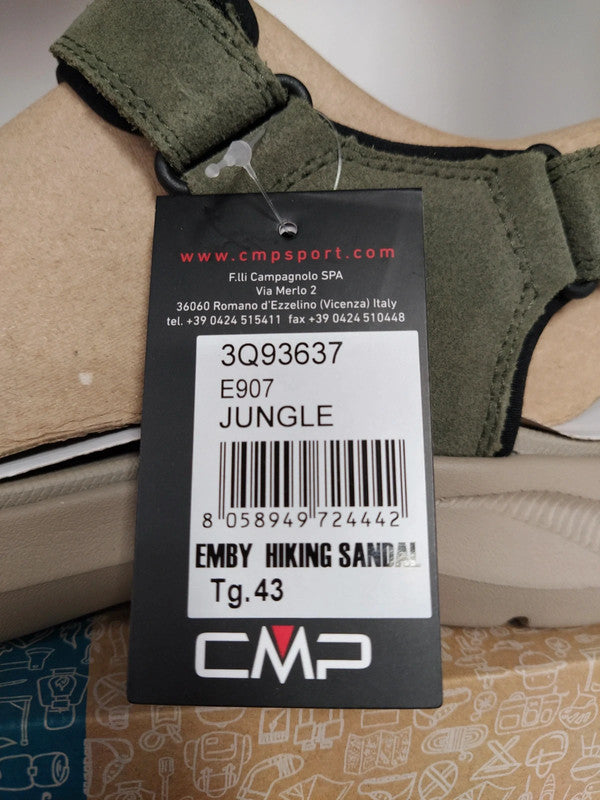 www.cmpsport.com
F.lli Campagnolo SPA
Via Merlo 2
36060 Romano d'Ezzelino (Vicenza) Italy
tel. +39 0424 515411 fax +39 0424 510448
3Q93637
E907
JUNGLE
8 058949 724442
EMBY HIKING SANDAL
Tg.43
CMP